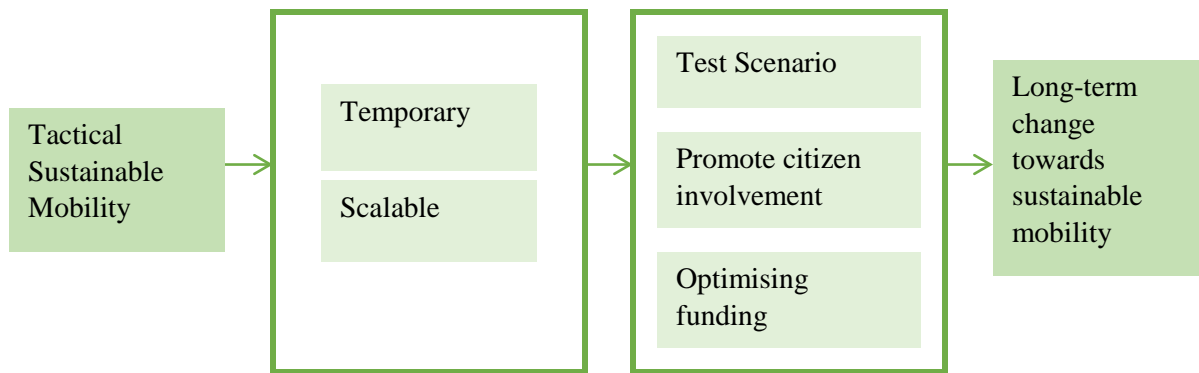 Tactical
Sustainable
Mobility
Temporary
Scalable
Test Scenario
Promote citizen
involvement
Optimising
funding
Long-term
change
towards
sustainable
mobility